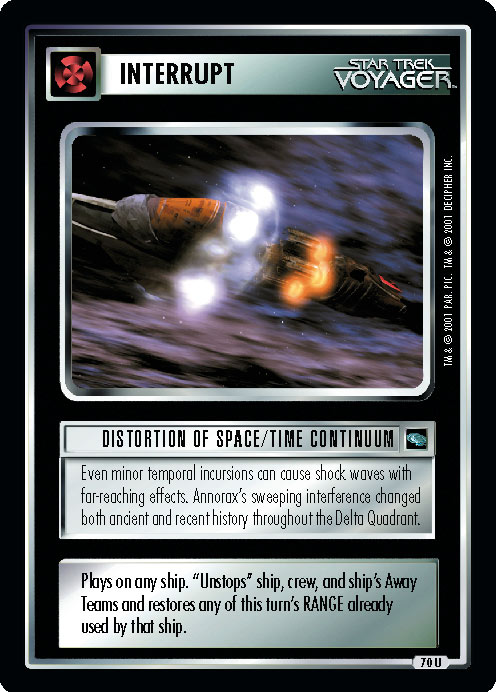 INTERRUPT
STAR TREK
VOYAGER™
TM & © 2001 PAR. PIC. TM & © 2001 DECIPHER INC.
DISTORTION OF SPACE/TIME CONTINUUM
Even minor temporal incursions can cause shock waves with
far-reaching effects. Annorax's sweeping interference changed
both ancient and recent history throughout the Delta Quadrant.
Plays on any ship. “Unstops” ship, crew, and ship's Away
Teams and restores any of this turn's RANGE already
used by that ship.
70 U